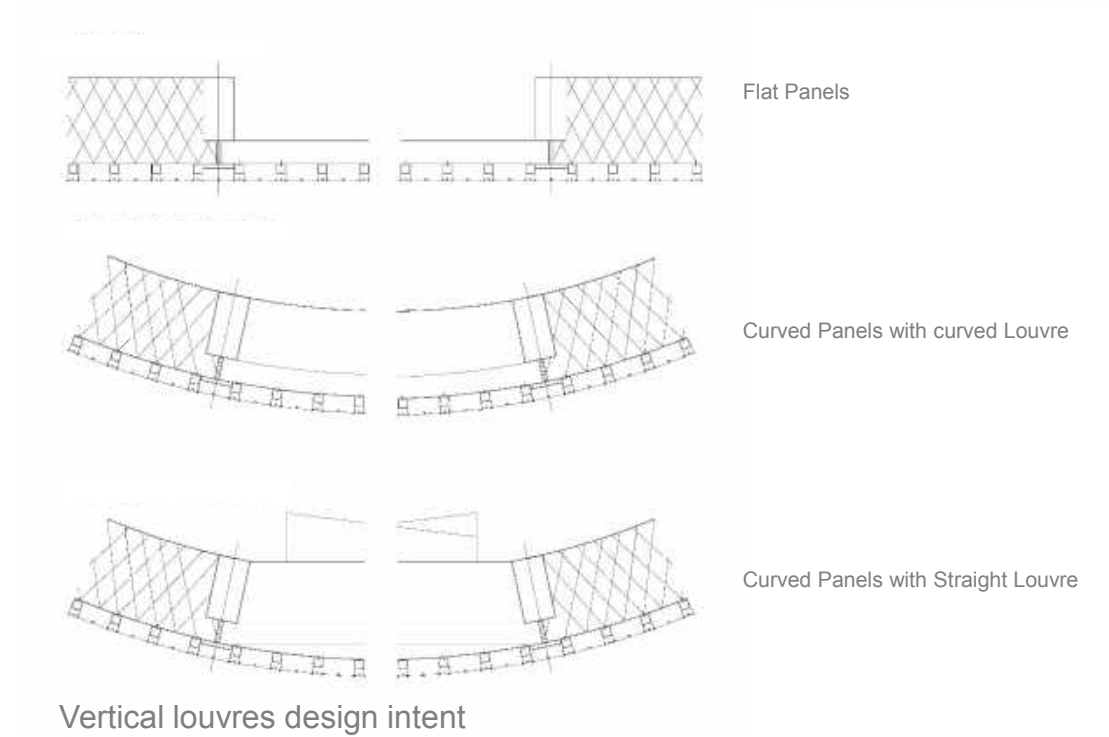 Flat Panels
Curved Panels with curved Louvre
Curved Panels with Straight Louvre
Vertical louvres design intent